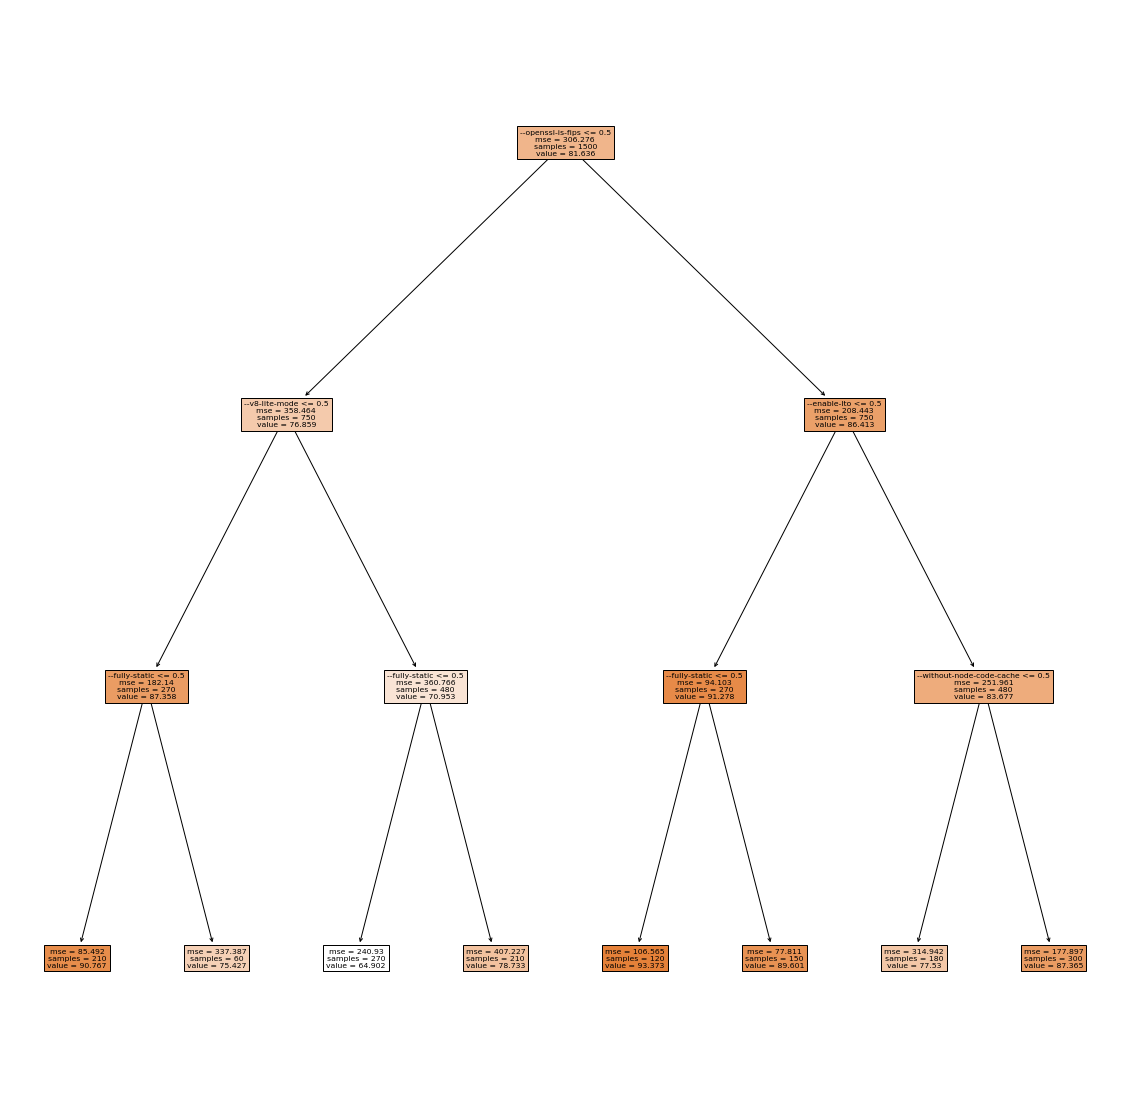 --openssl-is-fips <= 0.5
mse = 306.276
samples = 1500
value = 81.636
--v8-lite-mode <= 0.5
mse = 358.464
samples = 750
value = 76.859
--enable-lto <= 0.5
mse = 208.443
samples = 750
value = 86.413
--fully-static <= 0.5
mse = 182.14
samples = 270
value = 87.358
--fully-static <= 0.5
mse = 360.766
samples = 480
value = 70.953
--fully-static <= 0.5
mse = 94.103
samples = 270
value = 91.278
--without-node-code-cache <= 0.5
mse = 251.961
samples = 480
value = 83.677
mse = 85.492
samples = 210
value = 90.767
mse = 337.387
samples = 60
value = 75.427
mse = 240.93
samples = 270
value = 64.902
mse = 407.227
samples = 210
value = 78.733
mse = 106.565
samples = 120
value = 93.373
mse = 77.811
samples = 150
value = 89.601
mse = 314.942
samples = 180
value = 77.53
mse = 177.897
samples = 300
value = 87.365